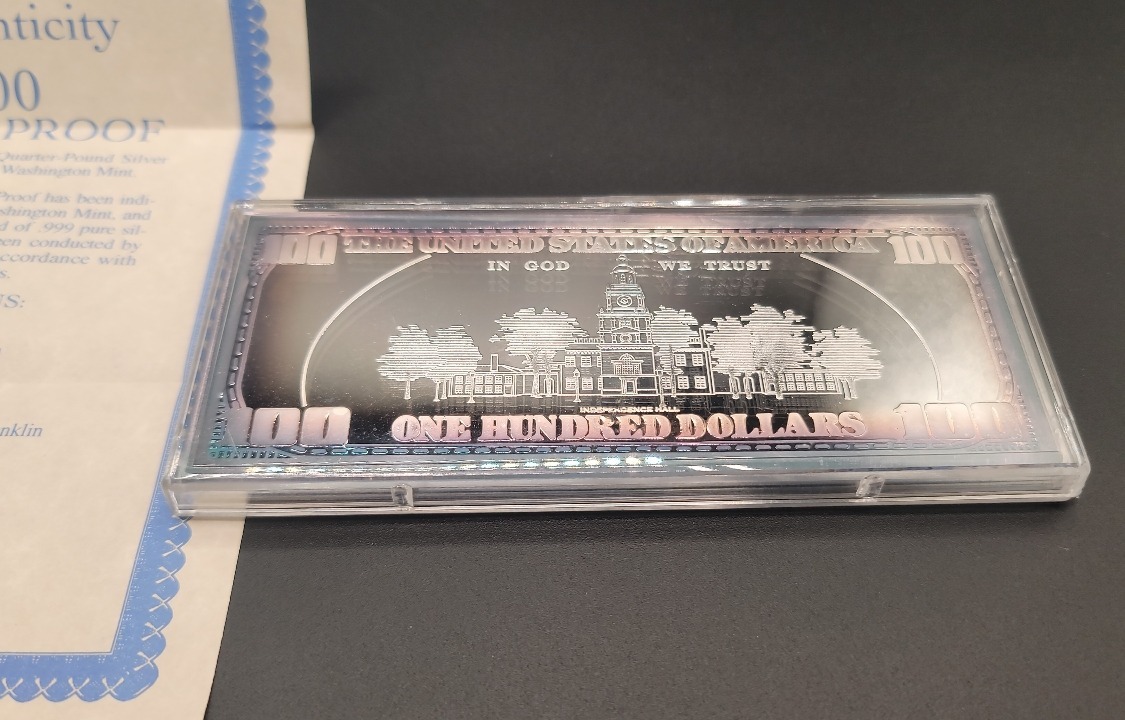 nticity
00
PROOF
Quarter-Pound Silver
Washington Mint.
Proof has been indi-
shington Mint, and
d of .999 pure sil-
en conducted by
ccordance with
s.
NS:
nklin
100 THE UNITED STATES OF AMERICA 100
IN GOD WE TRUST
INDEPENDENCE HALL
100 ONE HUNDRED DOLLARS 100